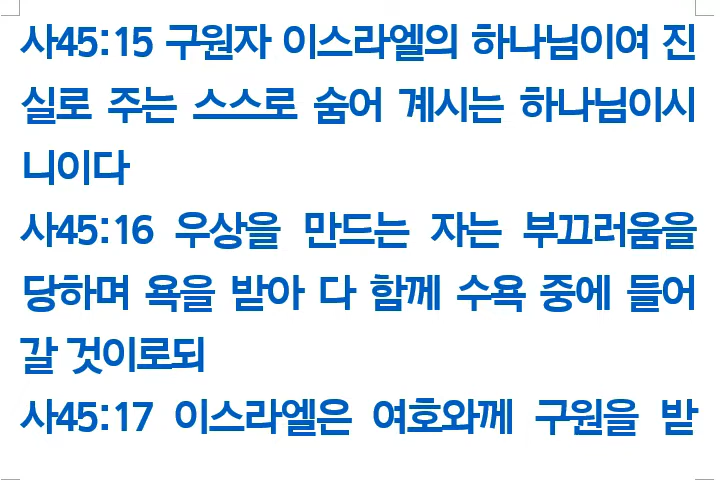 사45:15 구원자 이스라엘의 하나님이여 진
실로 주는 스스로 숨어 계시는 하나님이시
니이다
사45:16 우상을 만드는 자는 부끄러움을
당하며 욕을 받아 다 함께 수욕 중에 들어
갈 것이로되
사45:17 이스라엘은 여호와께 구원을 받